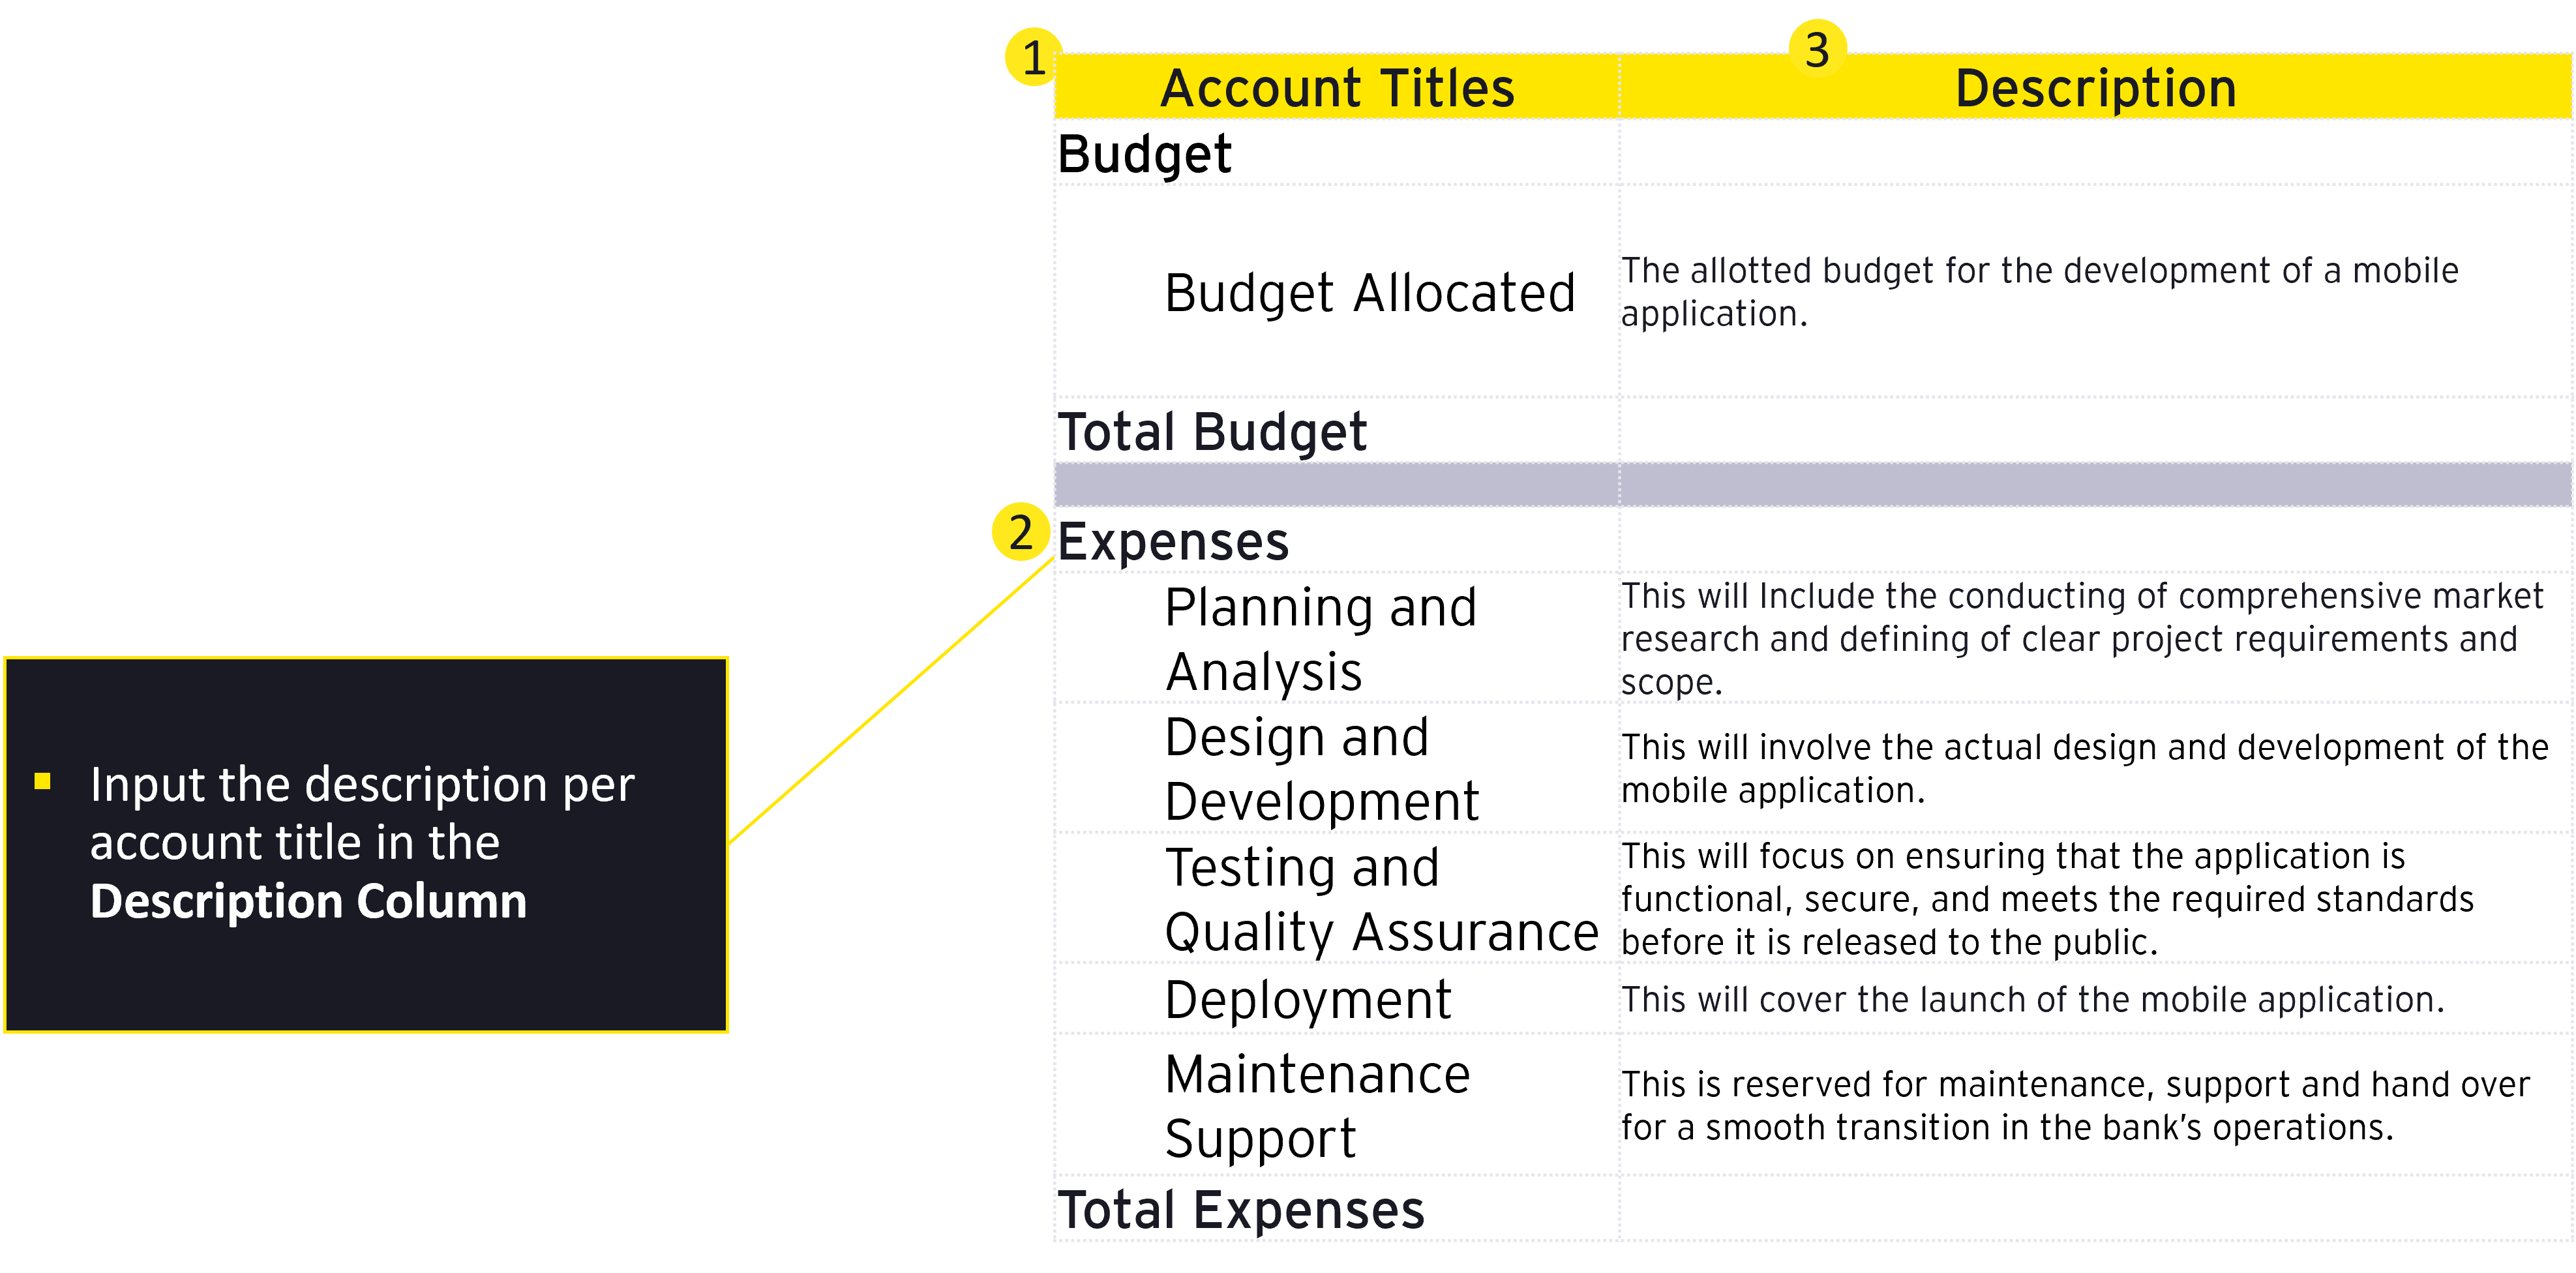 1
3
Account Titles
Description
Budget
Budget Allocated
The allotted budget for the development of a mobile
application.
Total Budget
2
Expenses
Planning and
Analysis
This will Include the conducting of comprehensive market
research and defining of clear project requirements and
scope.
Design and
Development
This will involve the actual design and development of the
mobile application.
Testing and
Quality Assurance
This will focus on ensuring that the application is
functional, secure, and meets the required standards
before it is released to the public.
Deployment
This will cover the launch of the mobile application.
Maintenance
Support
This is reserved for maintenance, support and hand over
for a smooth transition in the bank’s operations.
Total Expenses
▪ Input the description per
account title in the
Description Column